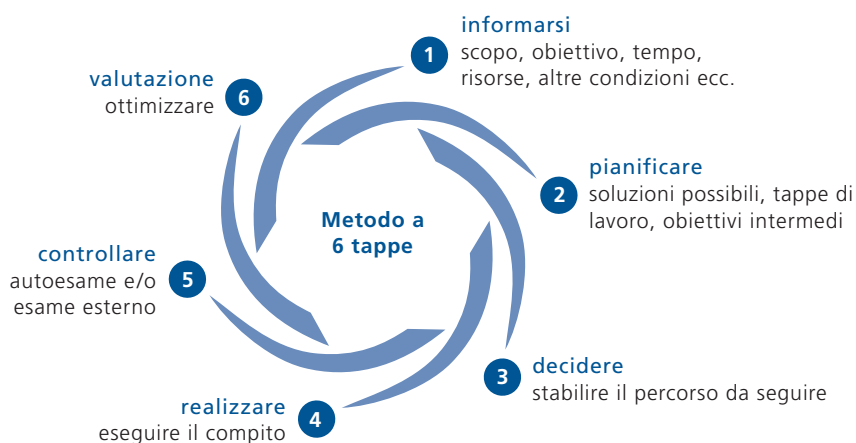 Metodo a
6 tappe
1
informarsi
scopo, obiettivo, tempo,
risorse, altre condizioni ecc.
2
pianificare
soluzioni possibili, tappe di
lavoro, obiettivi intermedi
3
decidere
stabilire il percorso da seguire
4
realizzare
eseguire il compito
5
controllare
autoesame e/o
esame esterno
6
valutazione
ottimizzare